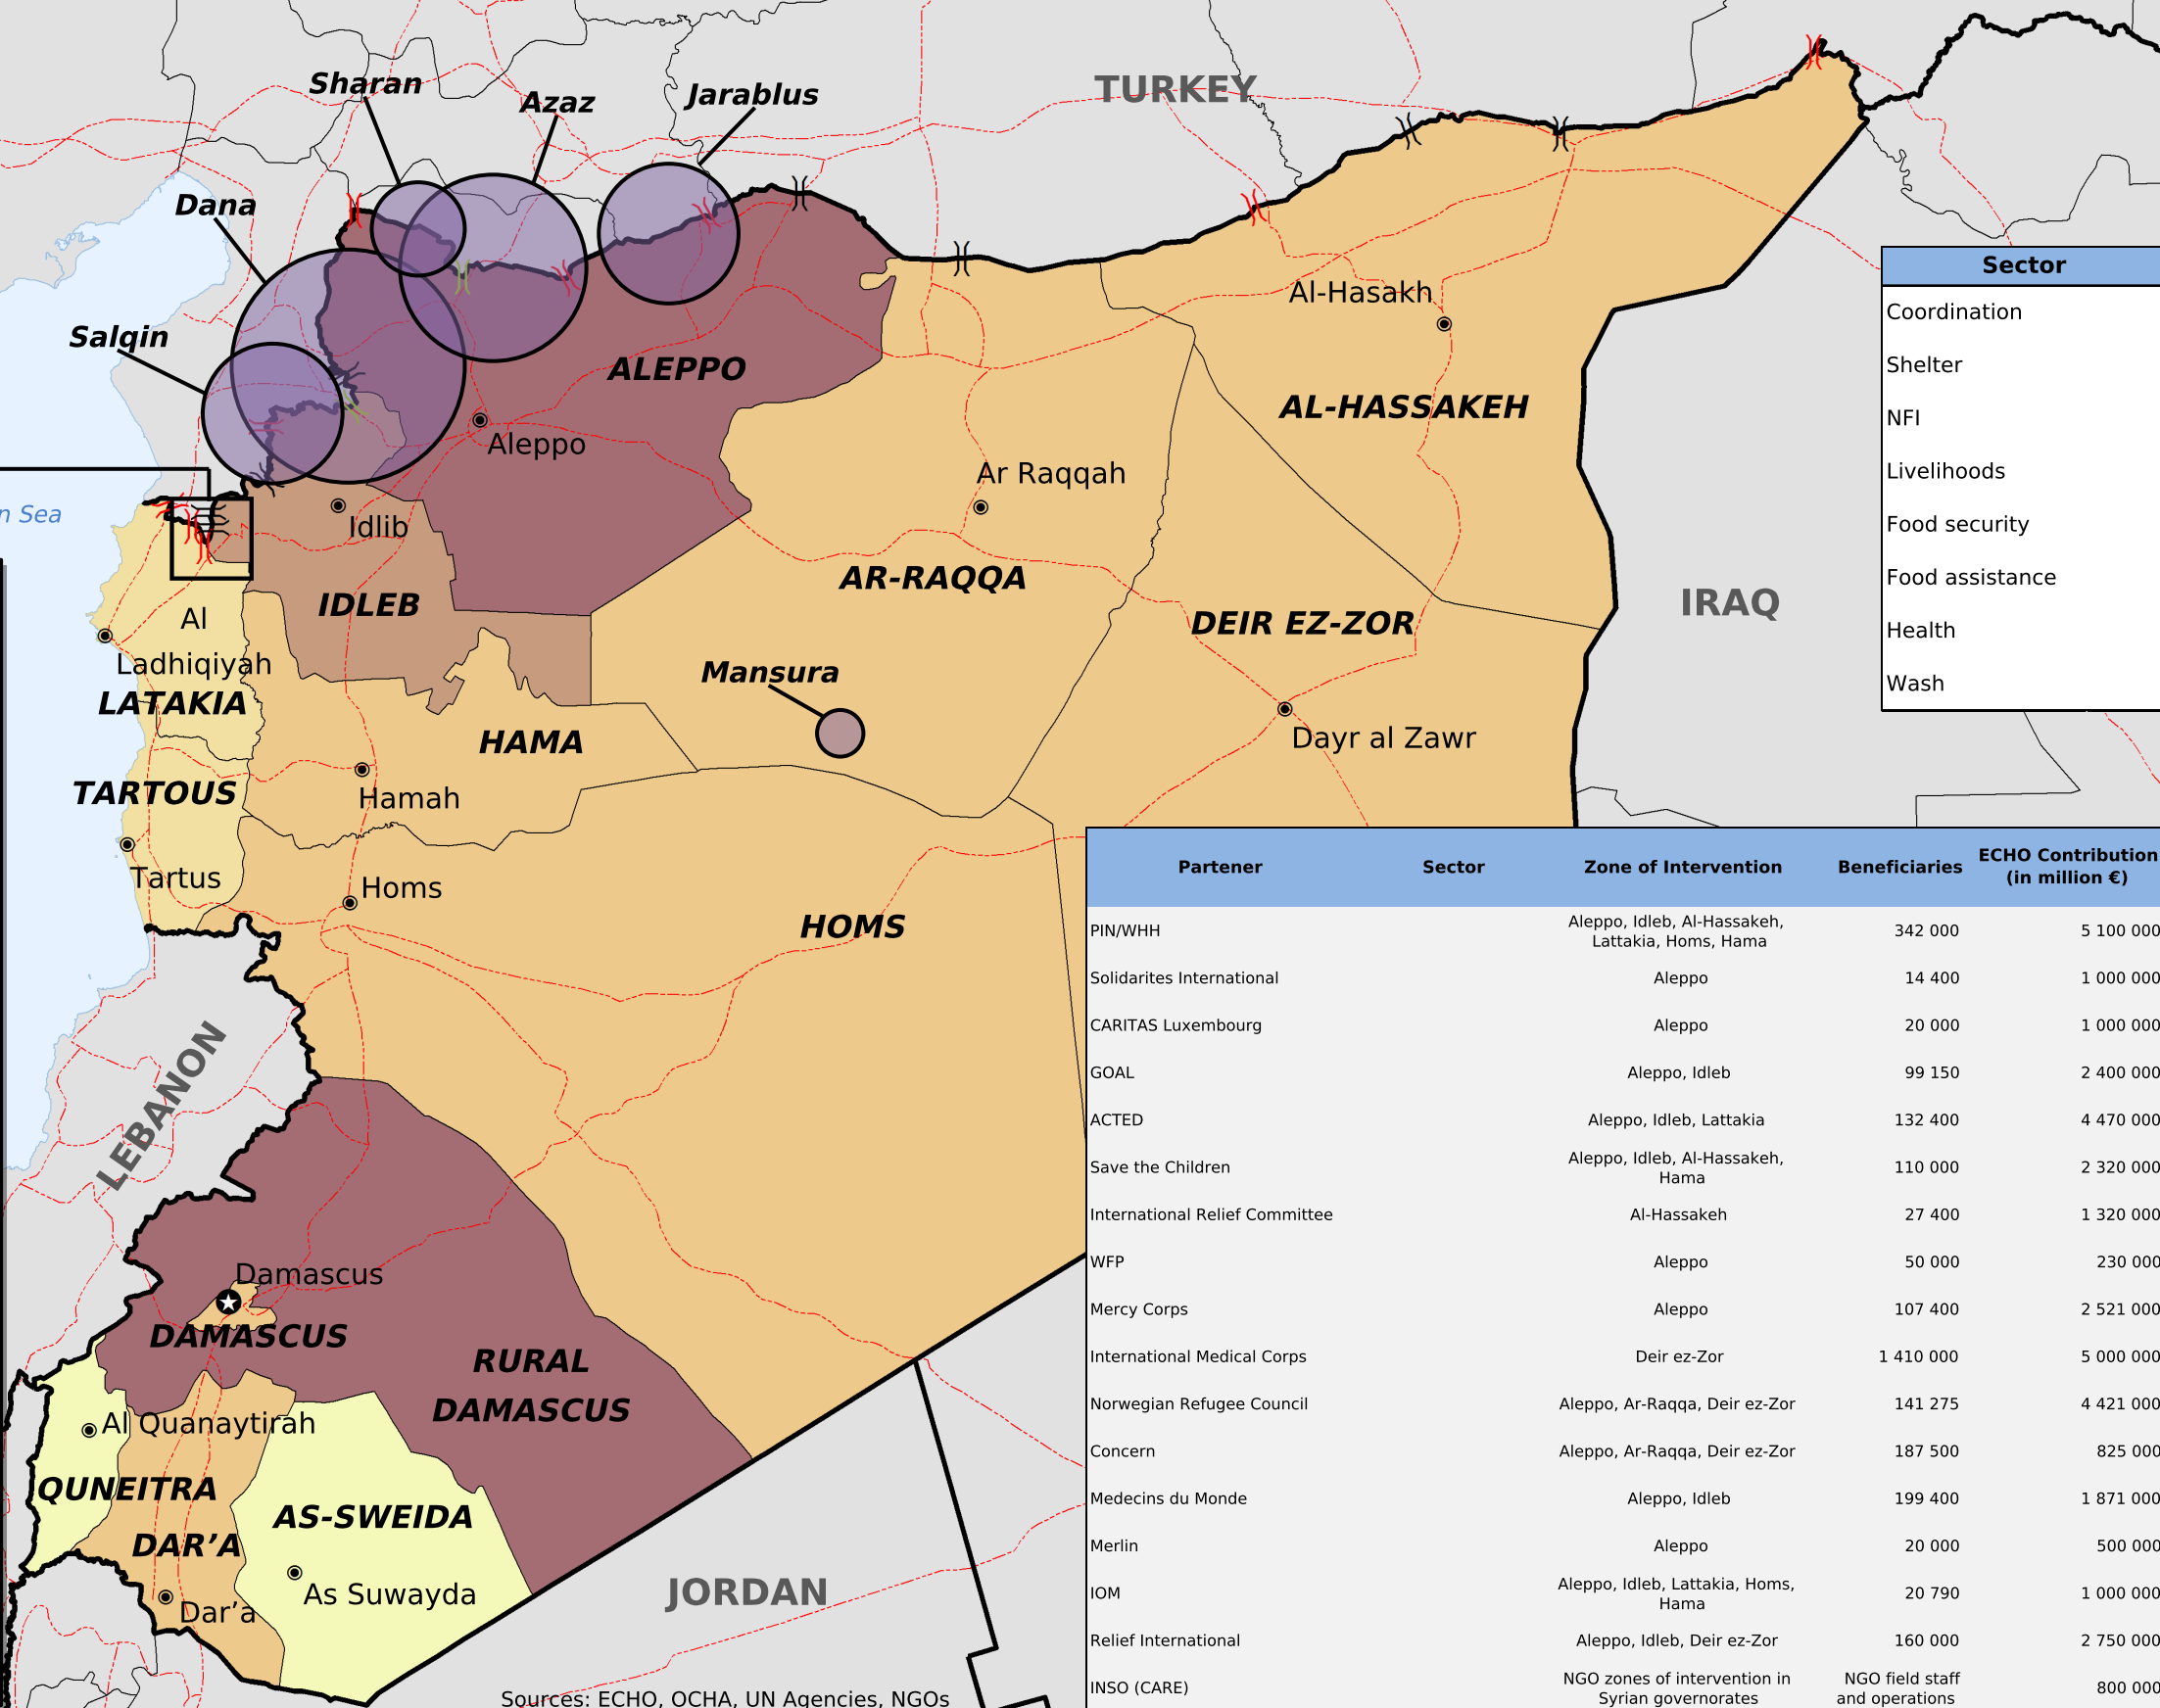 TURKEY
Sharan
Azaz
Jarablus
Dana
Salqin
n Sea
Al-Hasakh
ALEPPO
AL-HASSAKEH
Aleppo
Ar Raqqah
Idlib
IDLEB
AR-RAQQA
DEIR EZ-ZOR
IRAQ
Al
Ladhiqiyah
LATAKIA
Mansura
HAMA
Dayr al Zawr
TARTOUS
Hamah
Tartus
Homs
HOMS
LEBANON
Damascus
DAMASCUS
RURAL
DAMASCUS
Al Quanaytirah
QUNEITRA
AS-SWEIDA
DAR’A
As Suwayda
Dar’a
JORDAN
Sources: ECHO, OCHA, UN Agencies, NGOs
Sector
Coordination
Shelter
NFI
Livelihoods
Food security
Food assistance
Health
Wash
Partener Sector Zone of Intervention Beneficiaries ECHO Contribution
(in million €)
PIN/WHH Aleppo, Idleb, Al-Hassakeh, 342 000 5 100 000
Lattakia, Homs, Hama
Solidarites International Aleppo 14 400 1 000 000
CARITAS Luxembourg Aleppo 20 000 1 000 000
GOAL Aleppo, Idleb 99 150 2 400 000
ACTED Aleppo, Idleb, Lattakia 132 400 4 470 000
Save the Children Aleppo, Idleb, Al-Hassakeh, 110 000 2 320 000
Hama
International Relief Committee Al-Hassakeh 27 400 1 320 000
WFP Aleppo 50 000 230 000
Mercy Corps Aleppo 107 400 2 521 000
International Medical Corps Deir ez-Zor 1 410 000 5 000 000
Norwegian Refugee Council Aleppo, Ar-Raqqa, Deir ez-Zor 141 275 4 421 000
Concern Aleppo, Ar-Raqqa, Deir ez-Zor 187 500 825 000
Medecins du Monde Aleppo, Idleb 199 400 1 871 000
Merlin Aleppo 20 000 500 000
IOM Aleppo, Idleb, Lattakia, Homs, 20 790 1 000 000
Hama
Relief International Aleppo, Idleb, Deir ez-Zor 160 000 2 750 000
INSO (CARE) NGO zones of intervention in NGO field staff 800 000
Syrian governorates and operations